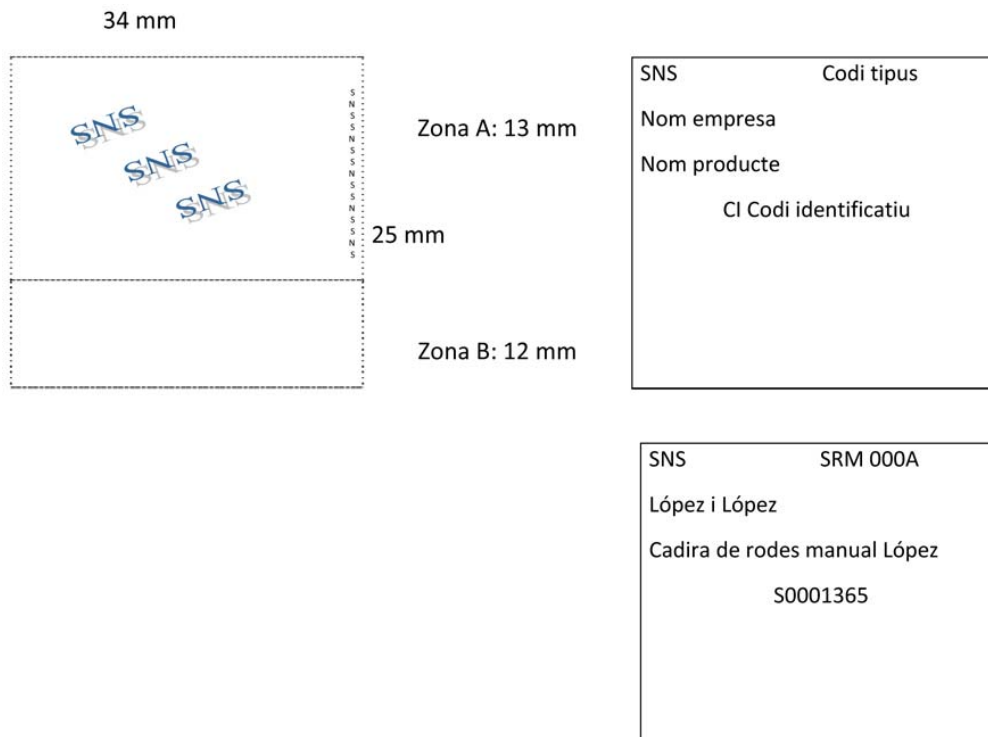 34 mm
SNS
SNS
SNS
S
N
S
S
N
S
S
N
S
S
N
S
S
N
S
25 mm
Zona A: 13 mm
Zona B: 12 mm
SNS Codi tipus
Nom empresa
Nom producte
CI Codi identificatiu
SNS SRM 000A
López i López
Cadira de rodes manual López
S0001365